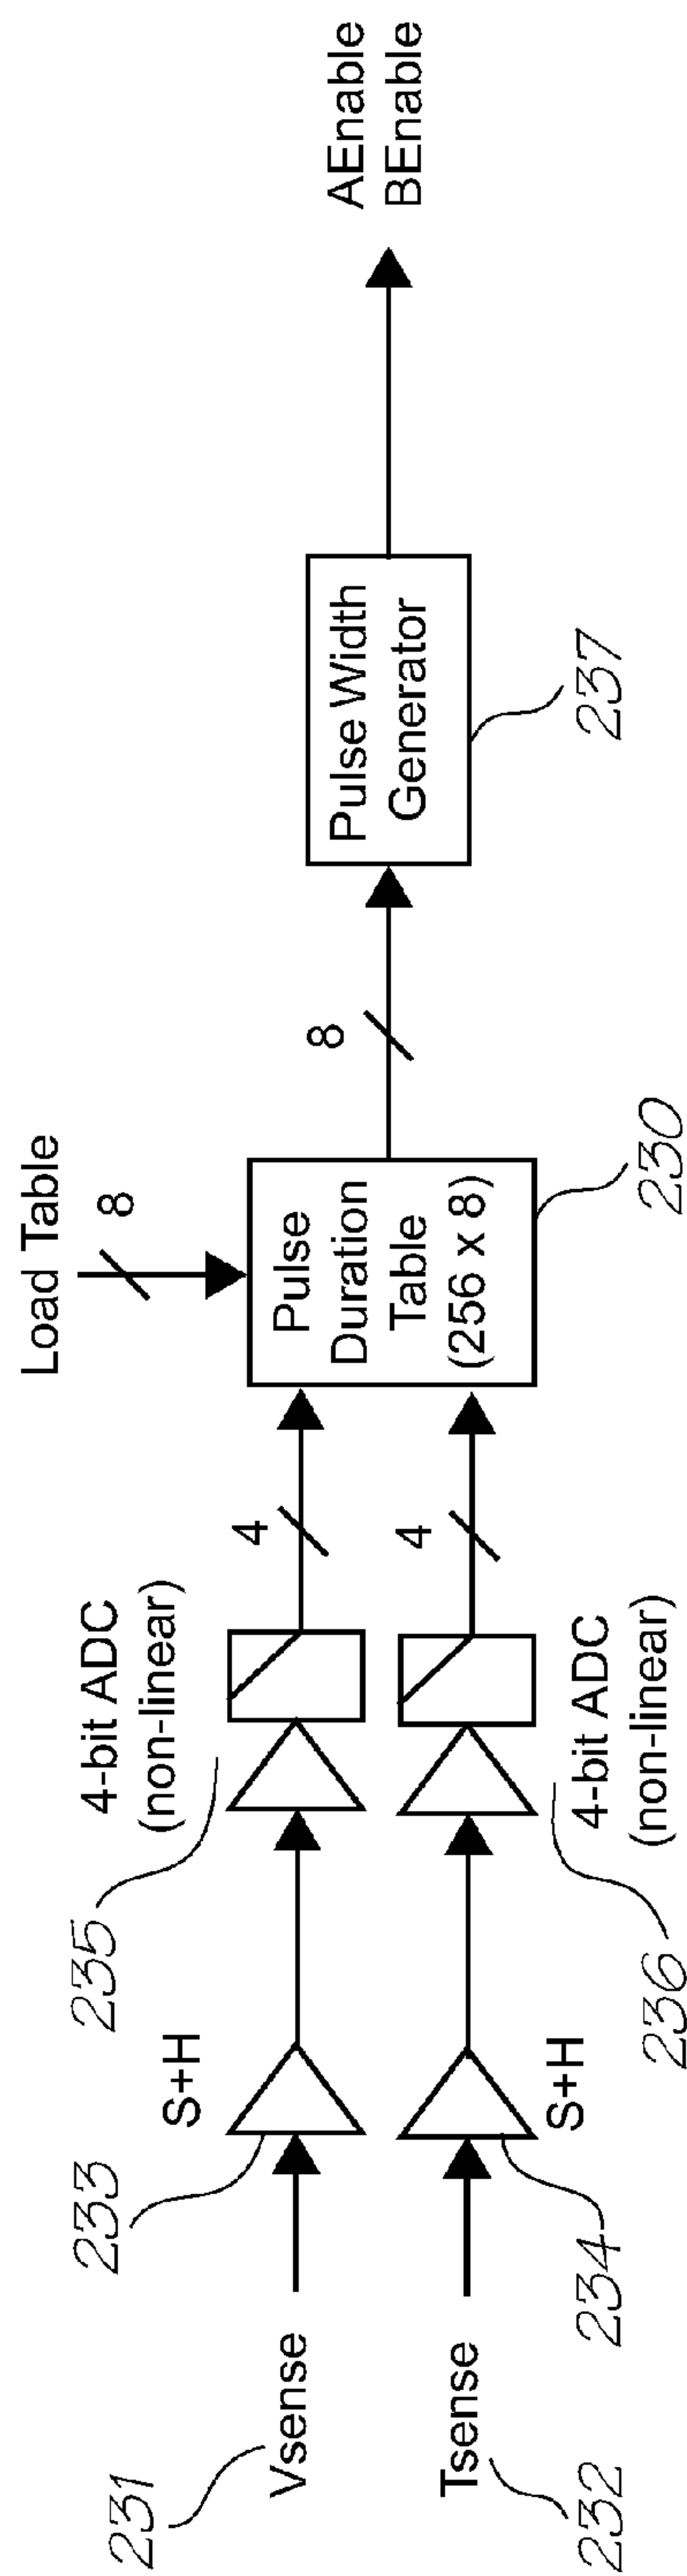 231
Vsense
232
Tsense
233
S+H
234
S+H
235
4-bit ADC
(non-linear)
236
4-bit ADC
(non-linear)
4
4
Load Table
8
Pulse
Duration
Table
(256 x 8)
230
8
Pulse Width
Generator
237
AEnable
BEnable